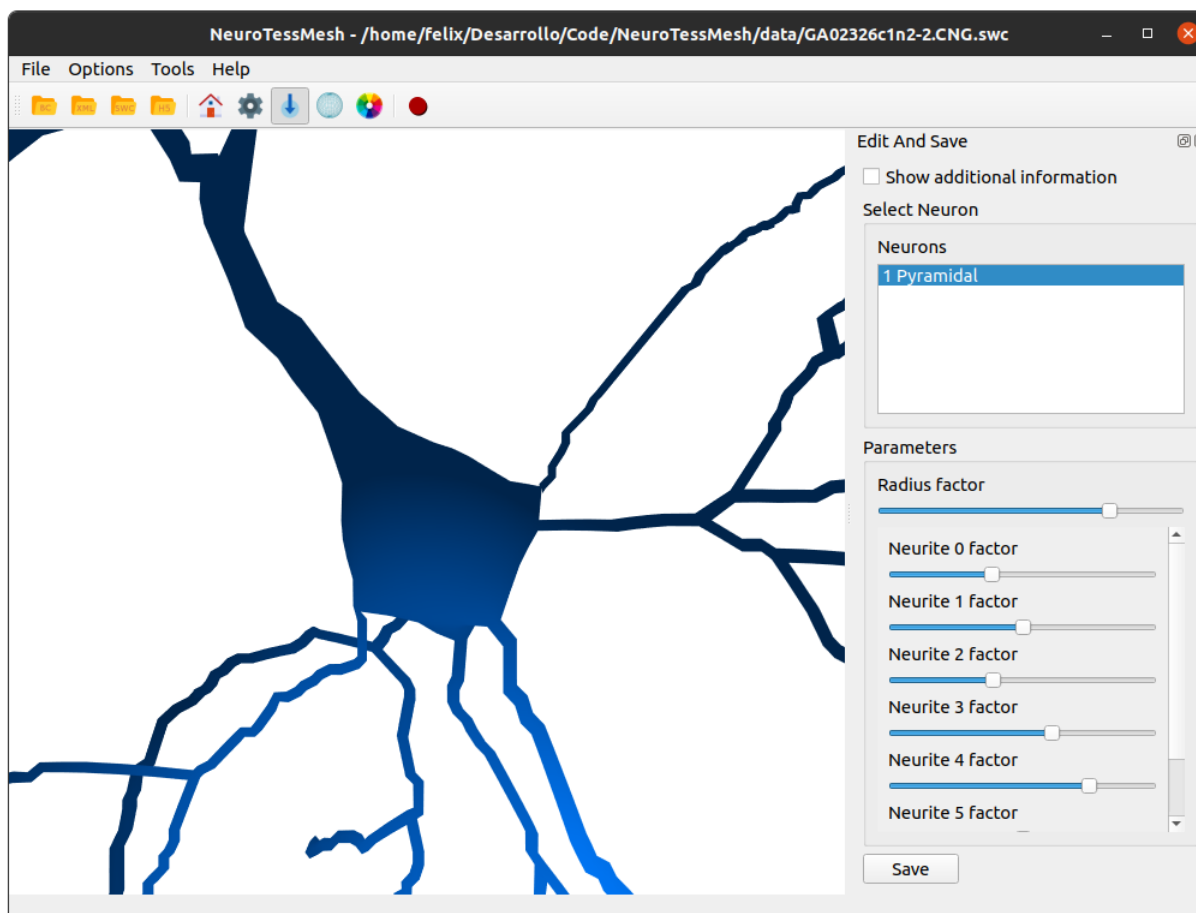 NeuroTessMesh - /home/felix/Desarrollo/Code/NeuroTessMesh/data/GA02326c1n2-2.CNG.swc
File Options Tools Help
BC XML SWC H5
Edit And Save
Show additional information
Select Neuron
Neurons
1 Pyramidal
Parameters
Radius factor
Neurite 0 factor
Neurite 1 factor
Neurite 2 factor
Neurite 3 factor
Neurite 4 factor
Neurite 5 factor
Save